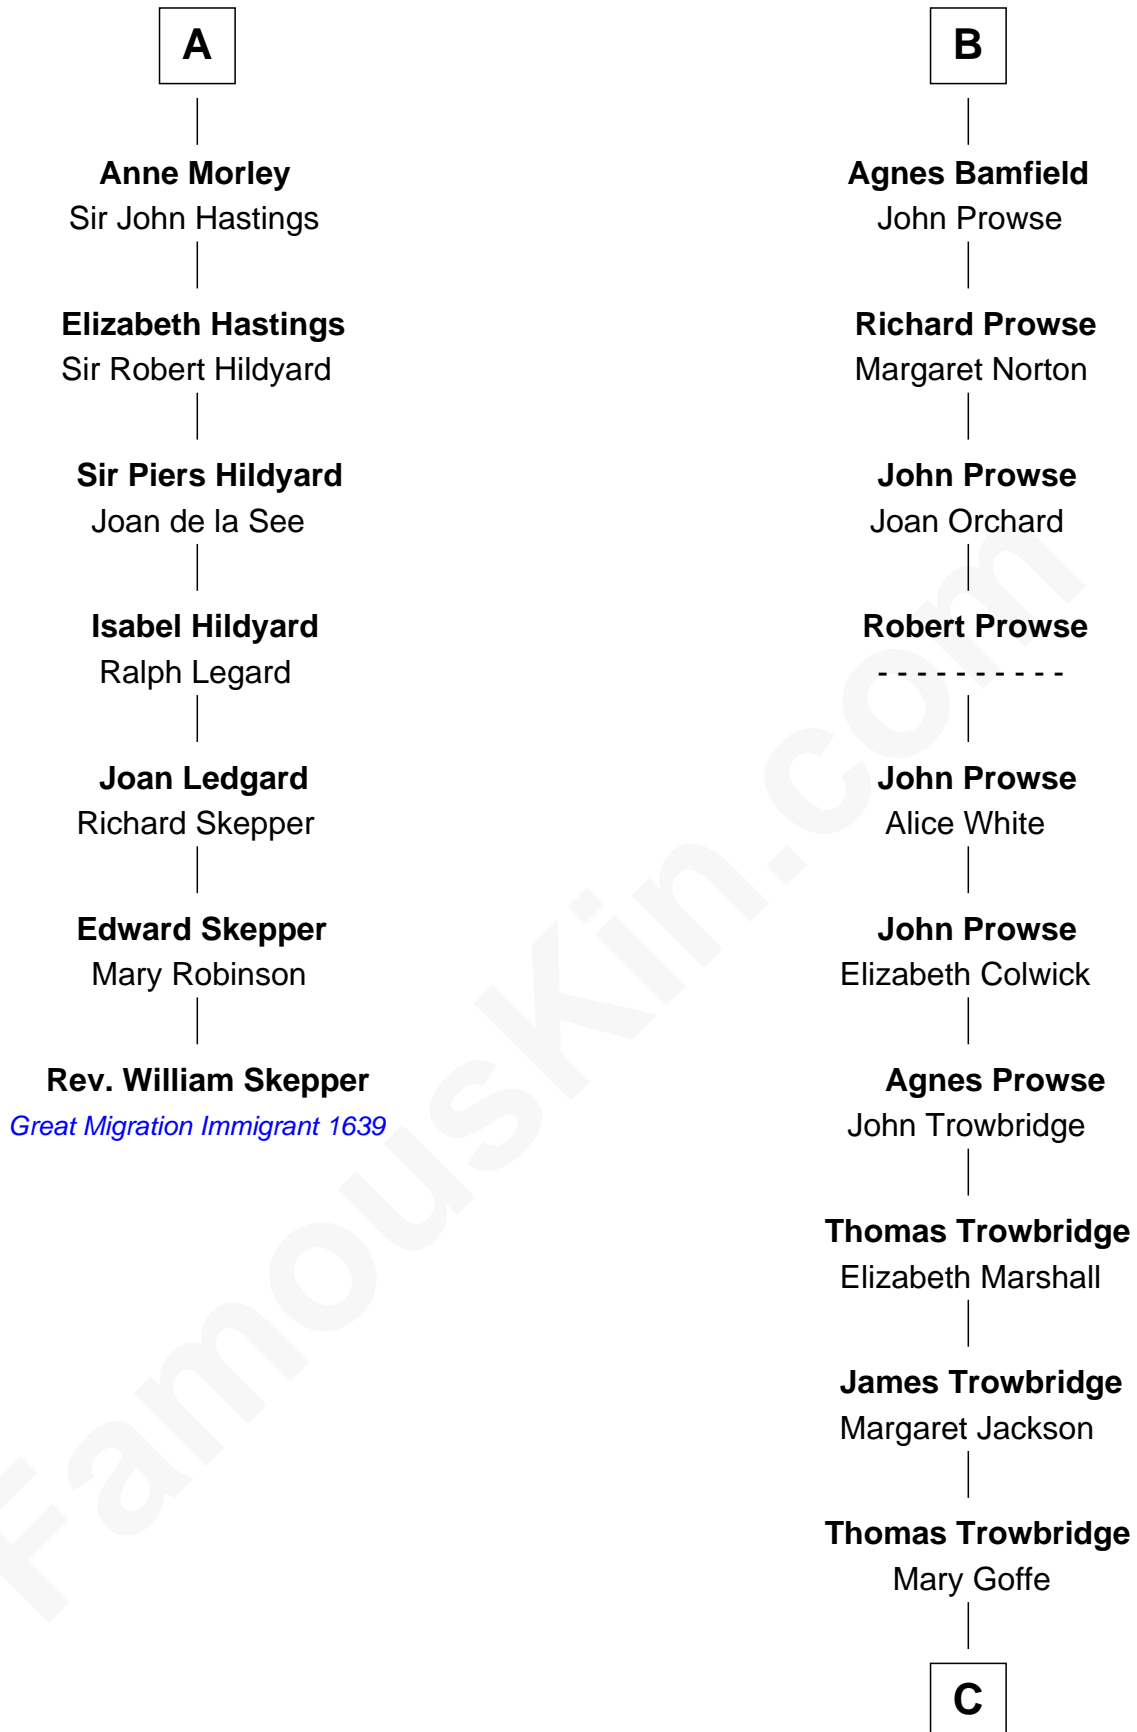 A
Anne Morley
Sir John Hastings
Elizabeth Hastings
Sir Robert Hildyard
Sir Piers Hildyard
Joan de la See
Isabel Hildyard
Ralph Legard
Joan Ledgard
Richard Skepper
Edward Skepper
Mary Robinson
Rev. William Skepper
Great Migration Immigrant 1639
B
Agnes Bamfield
John Prowse
Richard Prowse
Margaret Norton
John Prowse
Joan Orchard
Robert Prowse
- - - - - - - - - -
John Prowse
Alice White
John Prowse
Elizabeth Colwick
Agnes Prowse
John Trowbridge
Thomas Trowbridge
Elizabeth Marshall
James Trowbridge
Margaret Jackson
Thomas Trowbridge
Mary Goffe
C
FamousKin.com